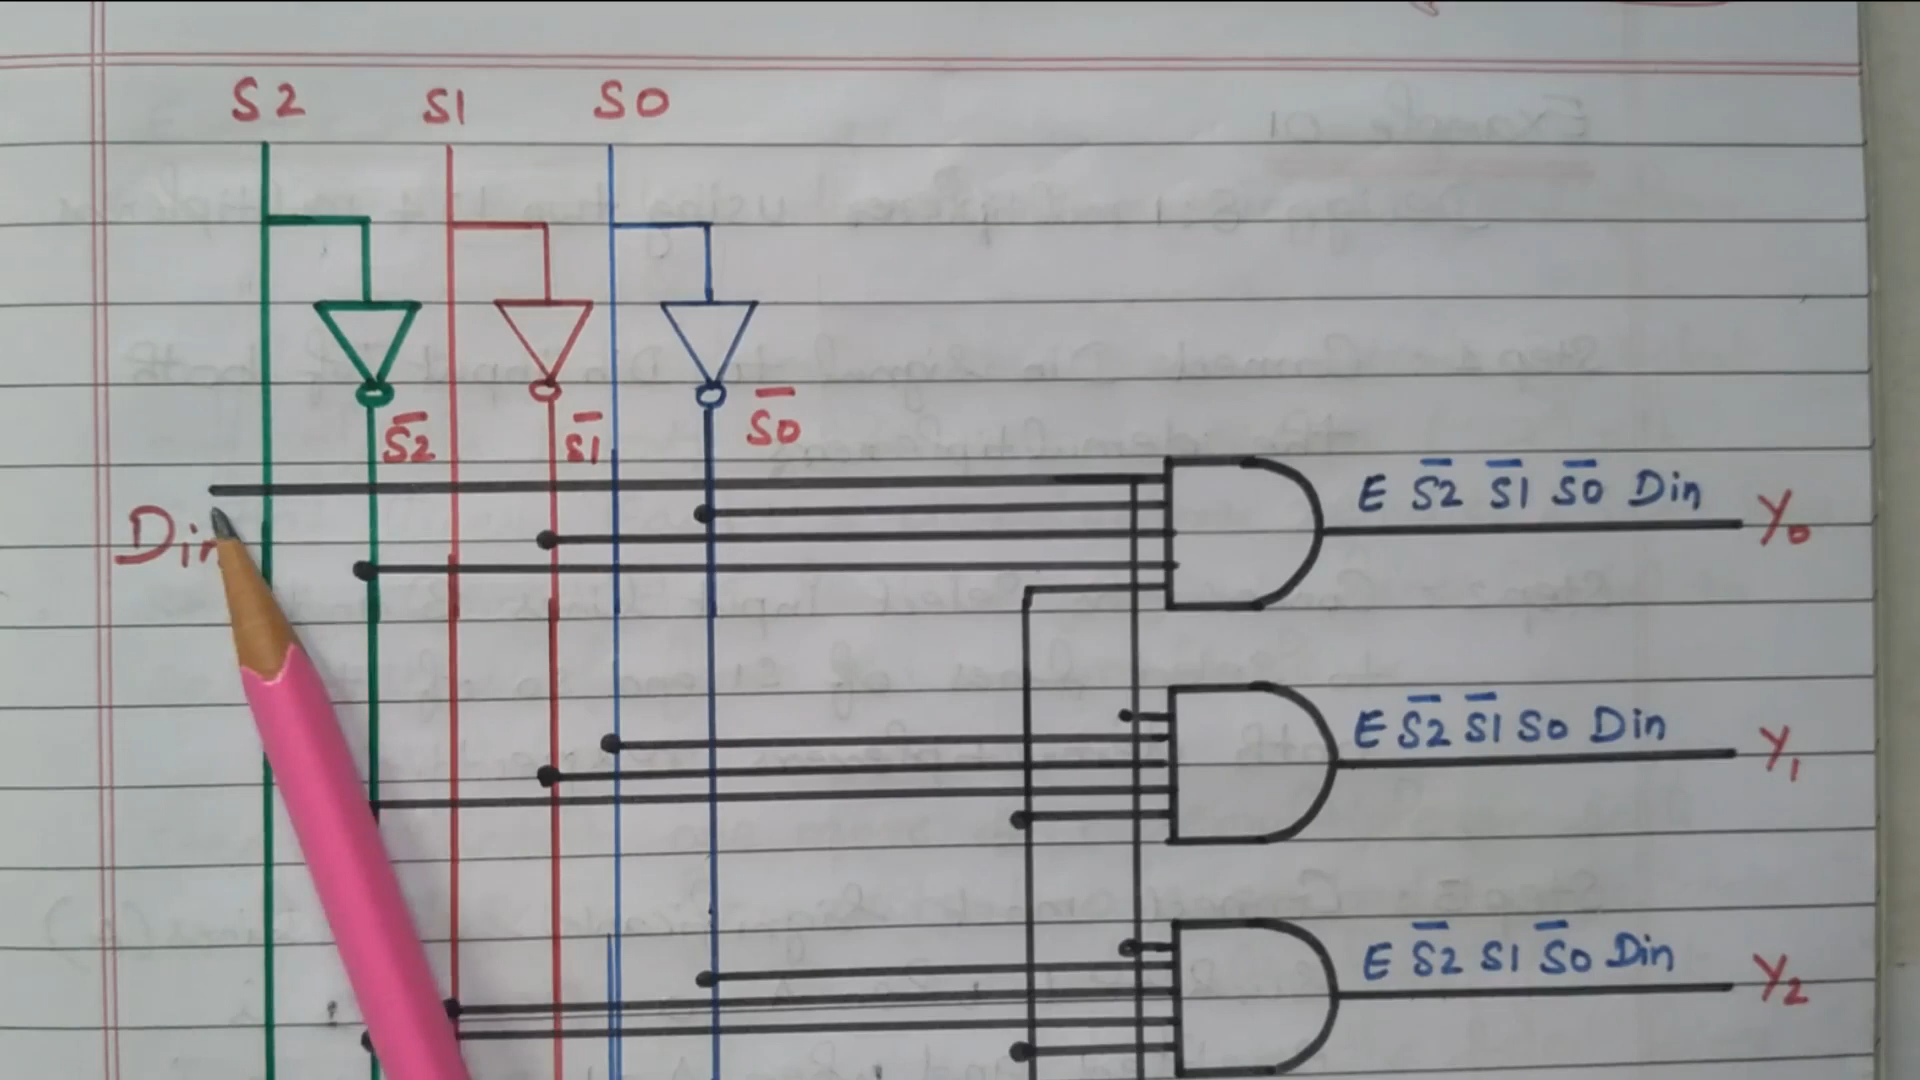 S2 S1 S0
S̅2̅ S̅1̅ S̅0̅
Din
E S̅2̅ S̅1̅ S̅0̅ Din Y₀
E S̅2̅ S̅1̅ S0 Din Y₁
E S̅2̅ S1 S̅0̅ Din Y₂